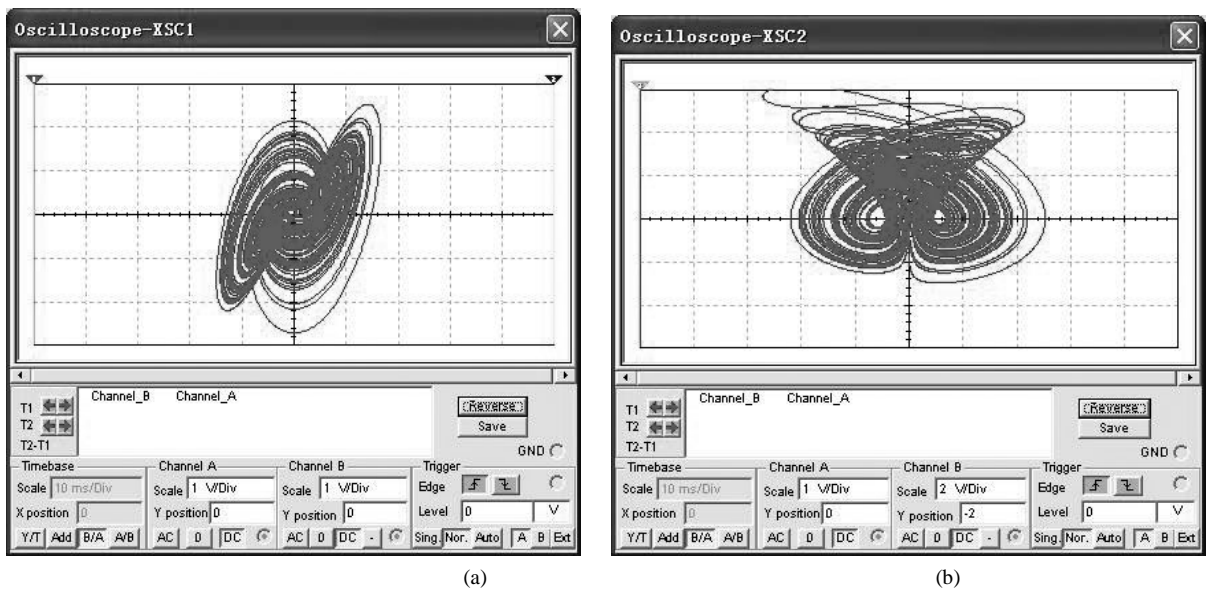 Oscilloscope-XSC1
1
2
Channel_B Channel_A
T1
T2
T2-T1
Reverse
Save
GND
Timebase
Scale 10 ms/Div
X position 0
Y/T Add B/A A/B
Channel A
Scale 1 V/Div
Y position 0
AC 0 DC
Channel B
Scale 1 V/Div
Y position 0
AC 0 DC -
Trigger
Edge
Level 0 V
Sing. Nor. Auto A B Ext
(a)
Oscilloscope-XSC2
Channel_B Channel_A
T1
T2
T2-T1
Reverse
Save
GND
Timebase
Scale 10 ms/Div
X position 0
Y/T Add B/A A/B
Channel A
Scale 1 V/Div
Y position 0
AC 0 DC
Channel B
Scale 2 V/Div
Y position -2
AC 0 DC -
Trigger
Edge
Level 0 V
Sing. Nor. Auto A B Ext
(b)